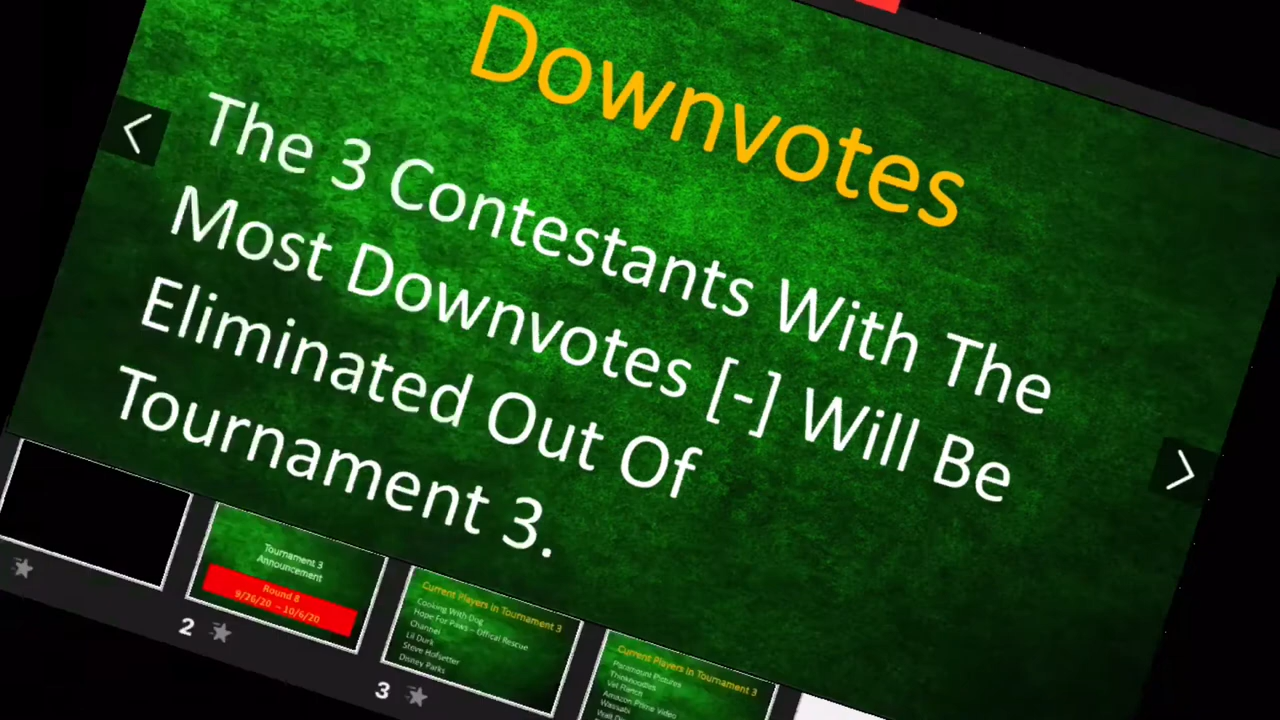 Downvotes
The 3 Contestants With The
Most Downvotes [-] Will Be
Eliminated Out Of
Tournament 3.
Tournament 3
Announcement
Round 8
9/26/20 – 10/6/20
2
Current Players In Tournament 3
Cooking With Dog
Hope For Paws – Offical Rescue
Channel
Lil Durk
Steve Hofstetter
Disney Parks
3
Current Players In Tournament 3
Paramount Pictures
Thinknoodles
Vat19
Amazon Prime Video
Wassabi